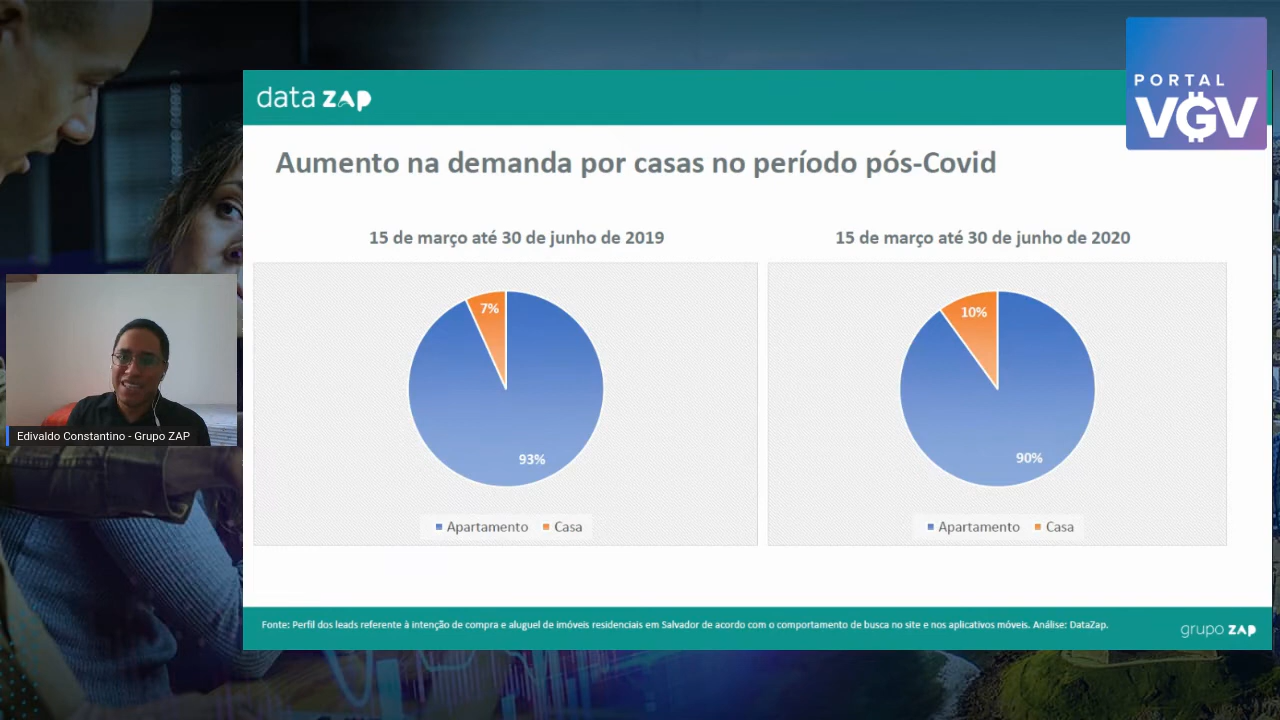 PORTAL
VGV
data ZAP
Aumento na demanda por casas no período pós-Covid
15 de março até 30 de junho de 2019
15 de março até 30 de junho de 2020
7%
93%
Apartamento Casa
10%
90%
Apartamento Casa
Edivaldo Constantino - Grupo ZAP
Fonte: Perfil dos leads referente à intenção de compra e aluguel de imóveis residenciais em Salvador de acordo com o comportamento de busca no site e nos aplicativos móveis. Análise: DataZap.
grupo ZAP